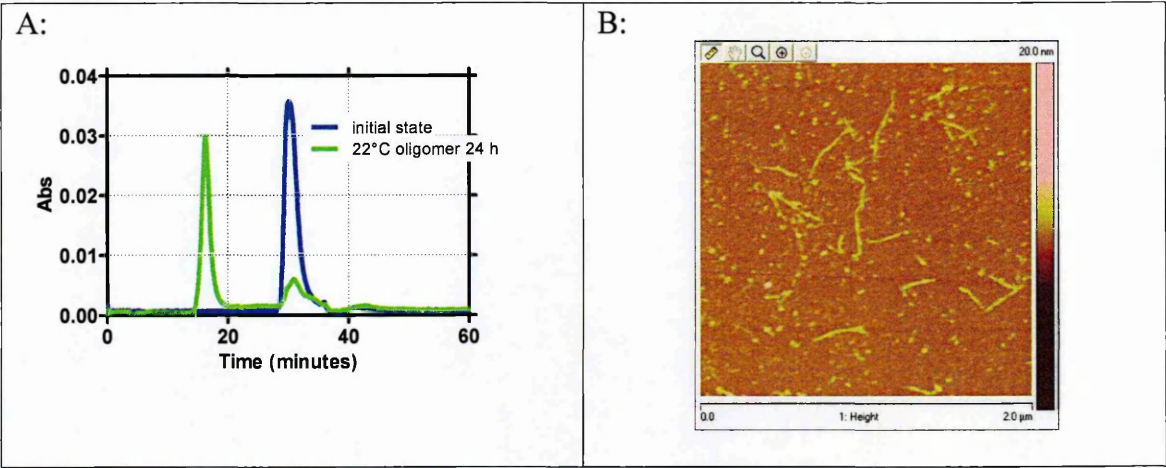 A:
0.04
0.03
0.02
0.01
0.00
Abs
initial state
22°C oligomer 24 h
0
20
40
60
Time (minutes)
B:
20.0 nm
0.0
1: Height
2.0 µm